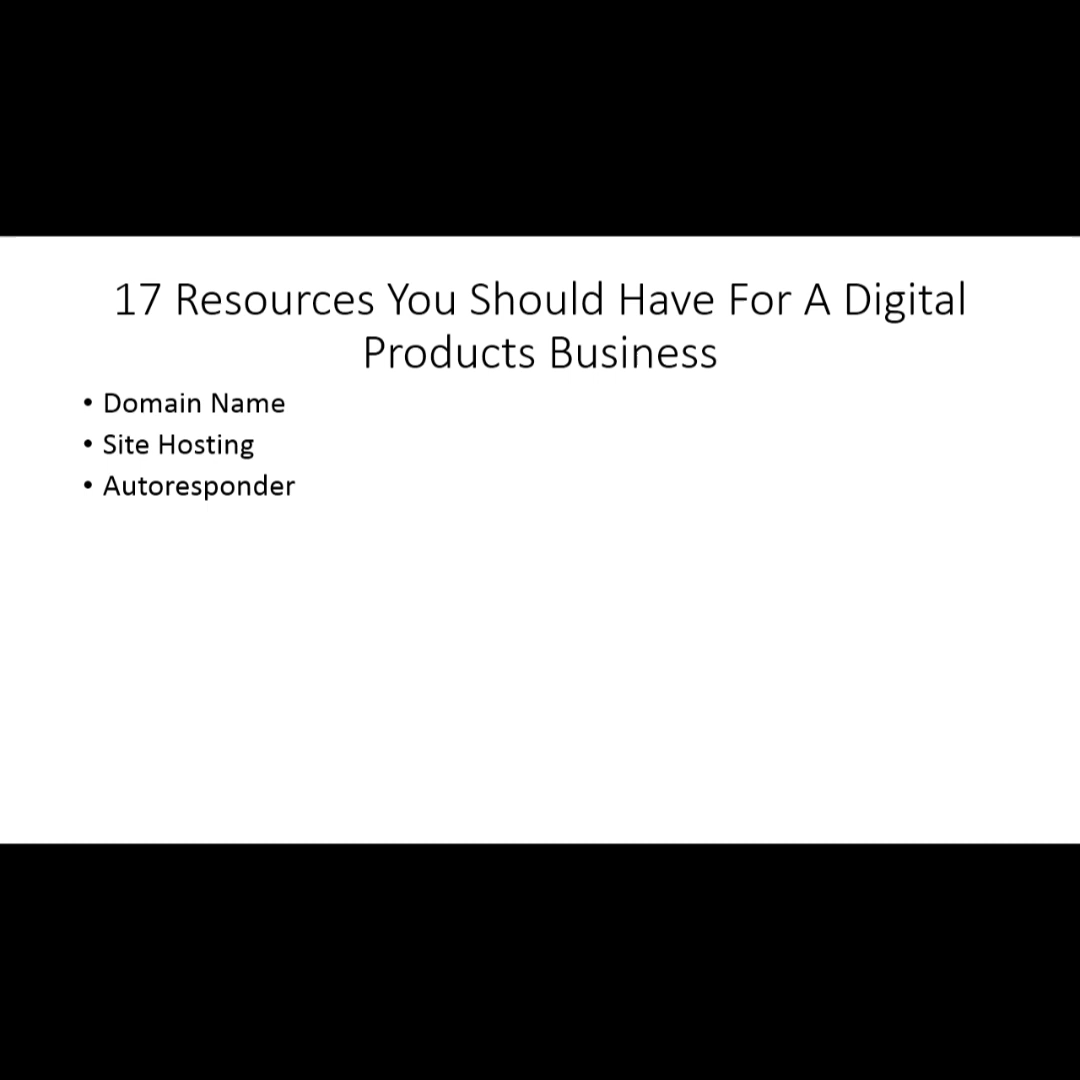 17 Resources You Should Have For A Digital
Products Business
• Domain Name
• Site Hosting
• Autoresponder